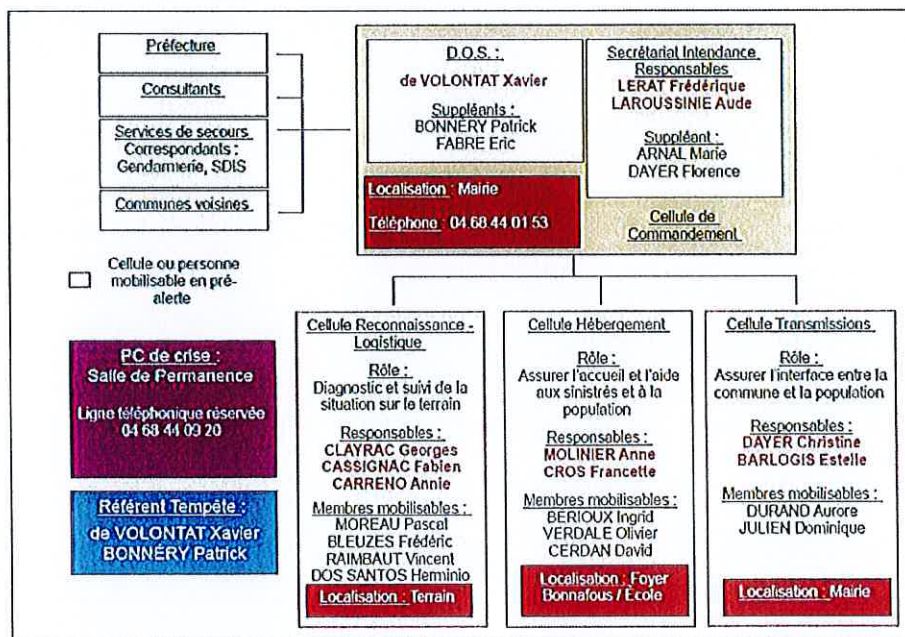 Préfecture
Consultants
Services de secours
Correspondants :
Gendarmerie, SDIS
Communes voisines
D.O.S. :
de VOLONTAT Xavier
Suppléants :
BONNERY Patrick
FABRE Eric
Secrétariat Intendance
Responsables
LERAT Frédérique
LAROUSSINIE Aude
Suppléant :
ARNAL Marie
DAYER Florence
Localisation : Mairie
Téléphone : 04 68 44 01 53
Cellule de
Commandement
Cellule ou personne
mobilisable en pré-
alerte
PC de crise :
Salle de Permanence
Ligne téléphonique réservée
04 68 44 09 20
Référent Tempête :
de VOLONTAT Xavier
BONNÉRY Patrick
Cellule Reconnaissance -
Logistique
Rôle :
Diagnostic et suivi de la
situation sur le terrain
Responsables :
CLAYRAC Georges
CASSIGNAC Fabien
CARRENO Annie
Membres mobilisables :
MOREAU Pascal
BLEUZES Frédéric
RAIMBAUT Vincent
DOS SANTOS Herminio
Localisation : Terrain
Cellule Hébergement
Rôle :
Assurer l'accueil et l'aide
aux sinistrés et à la
population
Responsables :
MOLINIER Anne
CROS Francette
Membres mobilisables :
BERIOUX Ingrid
VERDALE Olivier
CERDAN David
Localisation : Foyer
Bonnafous / École
Cellule Transmissions
Rôle :
Assurer l'interface entre la
commune et la population
Responsables :
DAYER Christine
BARLOGIS Estelle
Membres mobilisables :
DURAND Aurore
JULIEN Dominique
Localisation : Mairie